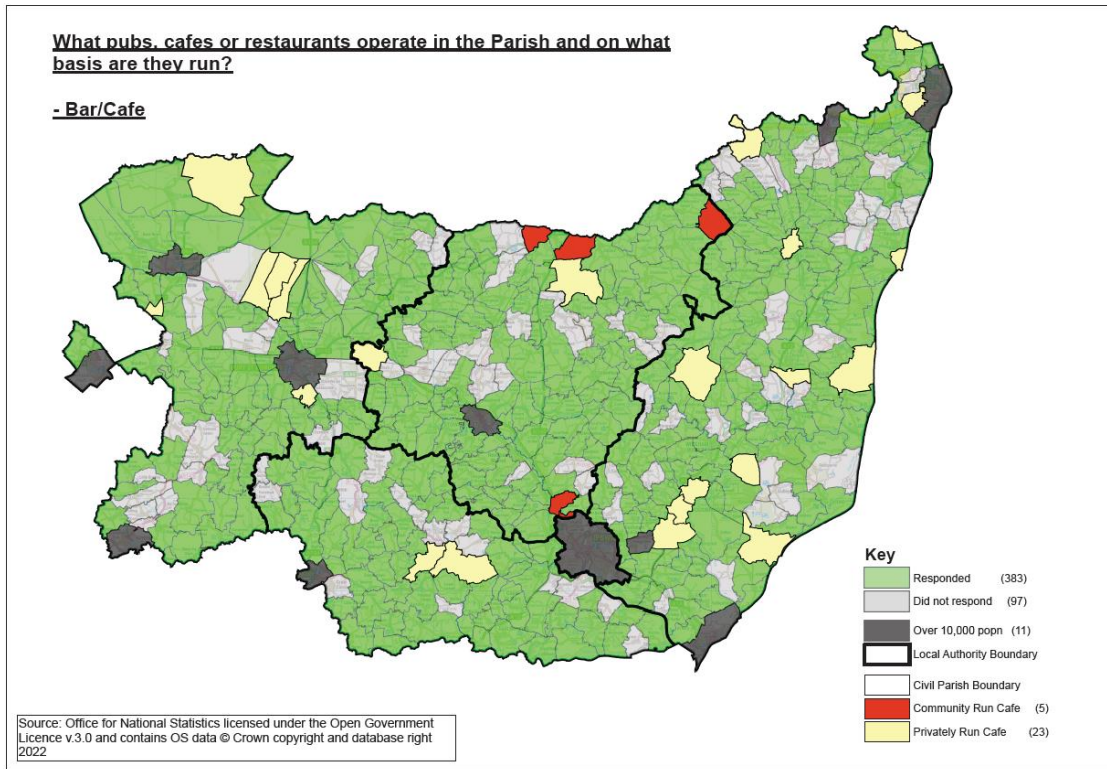 What pubs, cafes or restaurants operate in the Parish and on what
basis are they run?
- Bar/Cafe
Key
Responded (383)
Did not respond (97)
Over 10,000 popn (11)
Local Authority Boundary
Civil Parish Boundary
Community Run Cafe (5)
Privately Run Cafe (23)
Source: Office for National Statistics licensed under the Open Government
Licence v.3.0 and contains OS data © Crown copyright and database right
2022